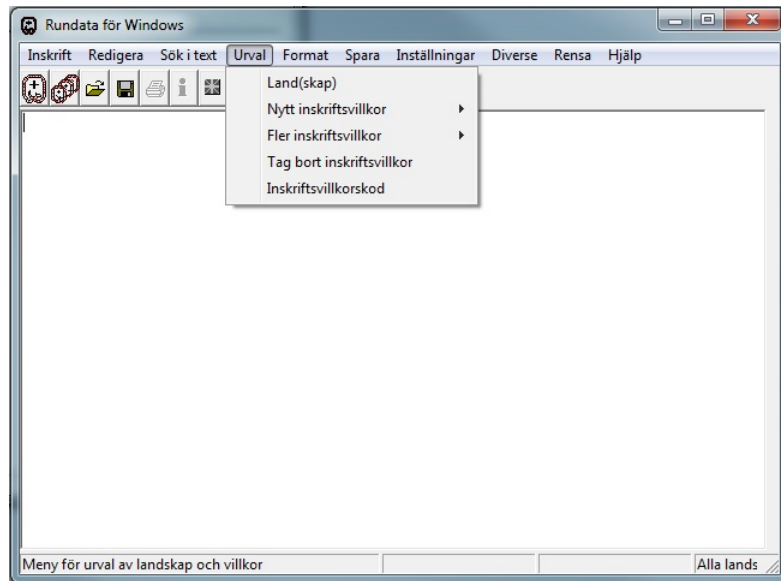 Rundata för Windows
Inskrift Redigera Sök i text Urval Format Spara Inställningar Diverse Rensa Hjälp
Land(skap)
Nytt inskriftsvillkor
Fler inskriftsvillkor
Tag bort inskriftsvillkor
Inskriftsvillkorskod
Meny för urval av landskap och villkor
Alla lands